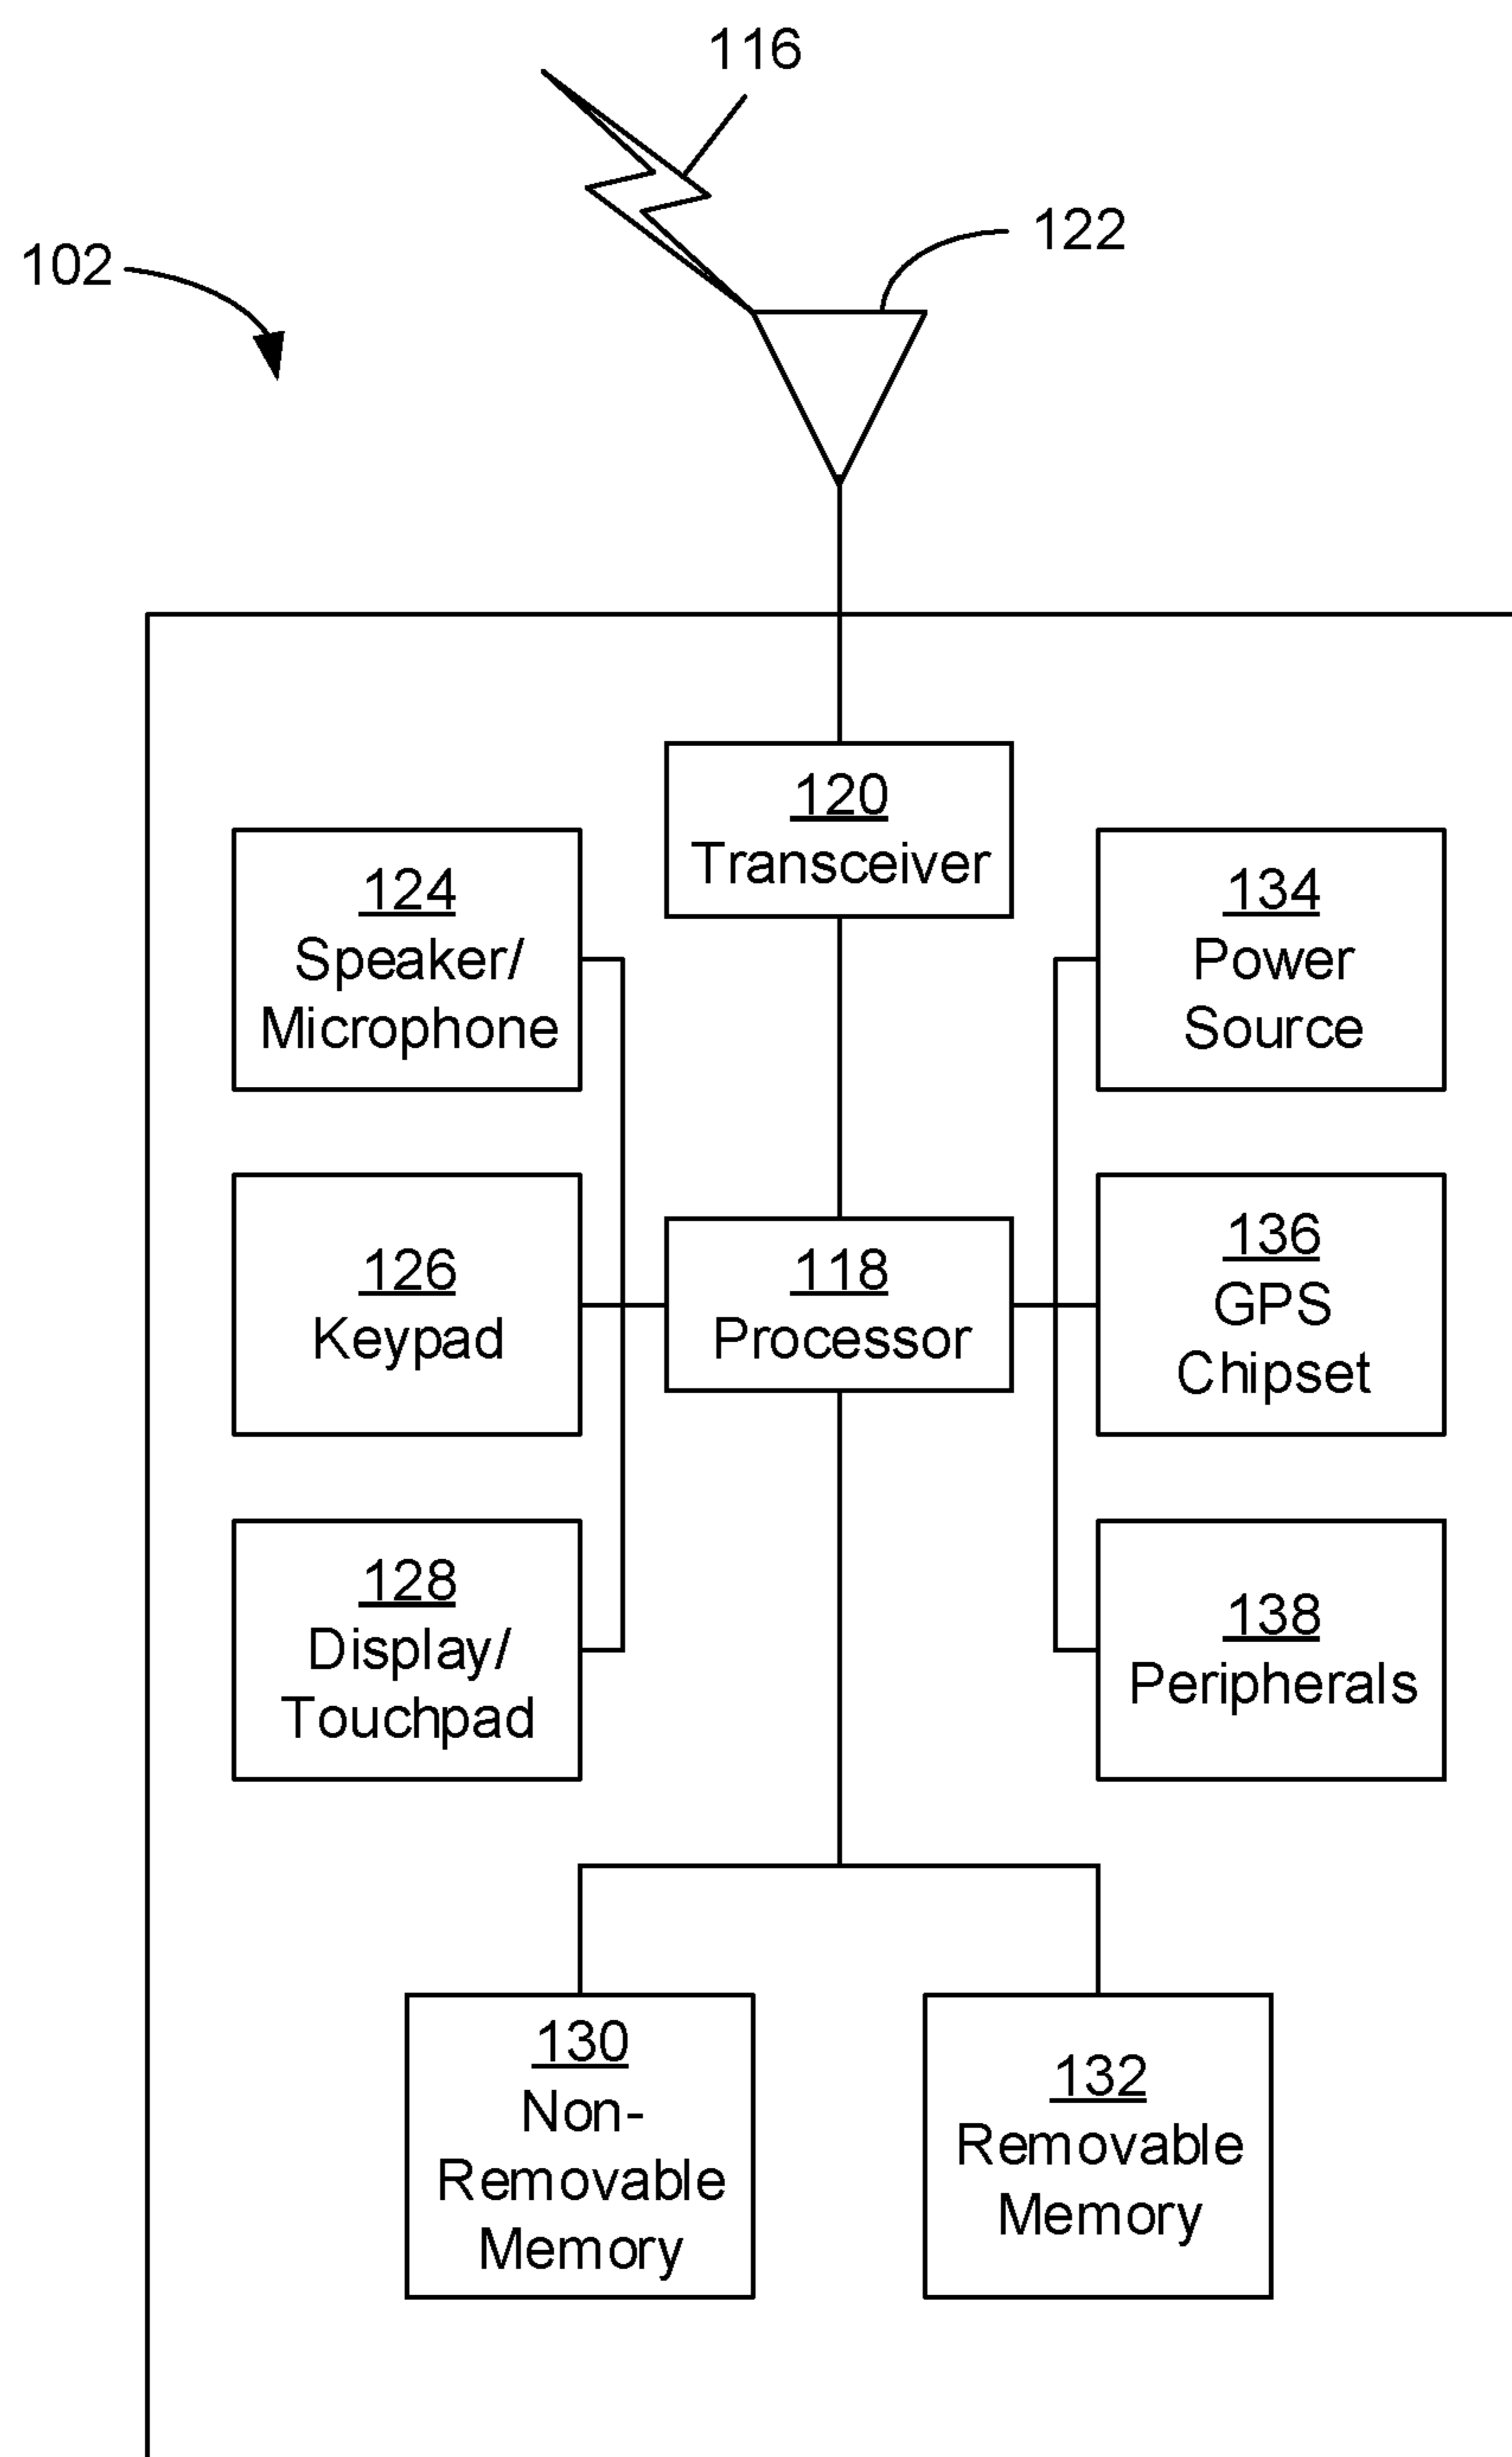 116
122
102
120
Transceiver
124
Speaker/
Microphone
134
Power
Source
126
Keypad
118
Processor
136
GPS
Chipset
128
Display/
Touchpad
138
Peripherals
130
Non-
Removable
Memory
132
Removable
Memory